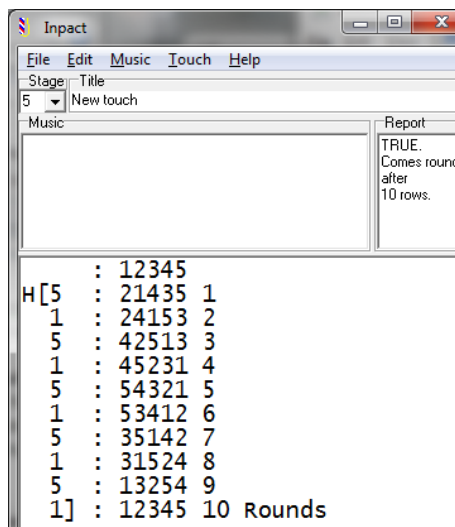 Inpact
File Edit Music Touch Help
Stage Title
5 New touch
Music
Report
TRUE.
Comes round
after
10 rows.
: 12345
H[5 : 21435 1
1 : 24153 2
5 : 42513 3
1 : 45231 4
5 : 54321 5
1 : 53412 6
5 : 35142 7
1 : 31524 8
5 : 13254 9
1] : 12345 10 Rounds